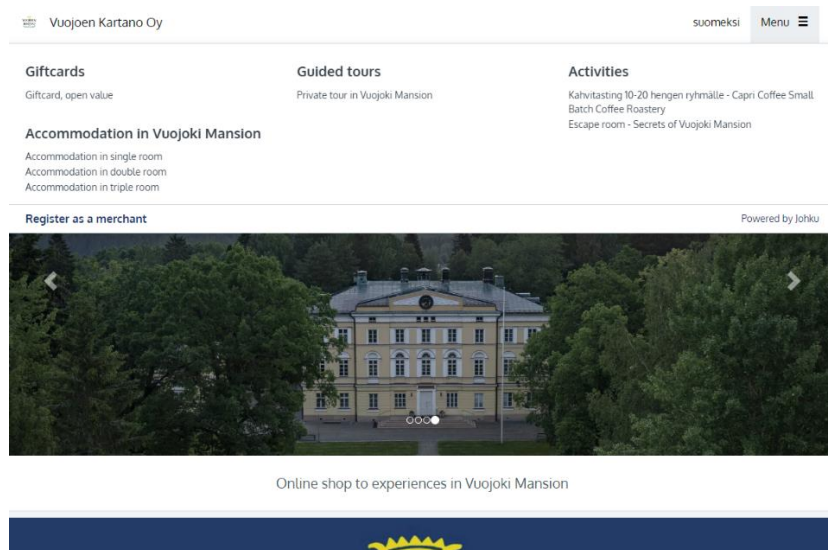 Vuojoen Kartano Oy
suomeksi
Menu
Giftcards
Giftcard, open value
Accommodation in Vuojoki Mansion
Accommodation in single room
Accommodation in double room
Accommodation in triple room
Guided tours
Private tour in Vuojoki Mansion
Activities
Kahvitasting 10-20 hengen ryhmälle - Capri Coffee Small
Batch Coffee Roastery
Escape room - Secrets of Vuojoki Mansion
Register as a merchant
Powered by Johku
Online shop to experiences in Vuojoki Mansion